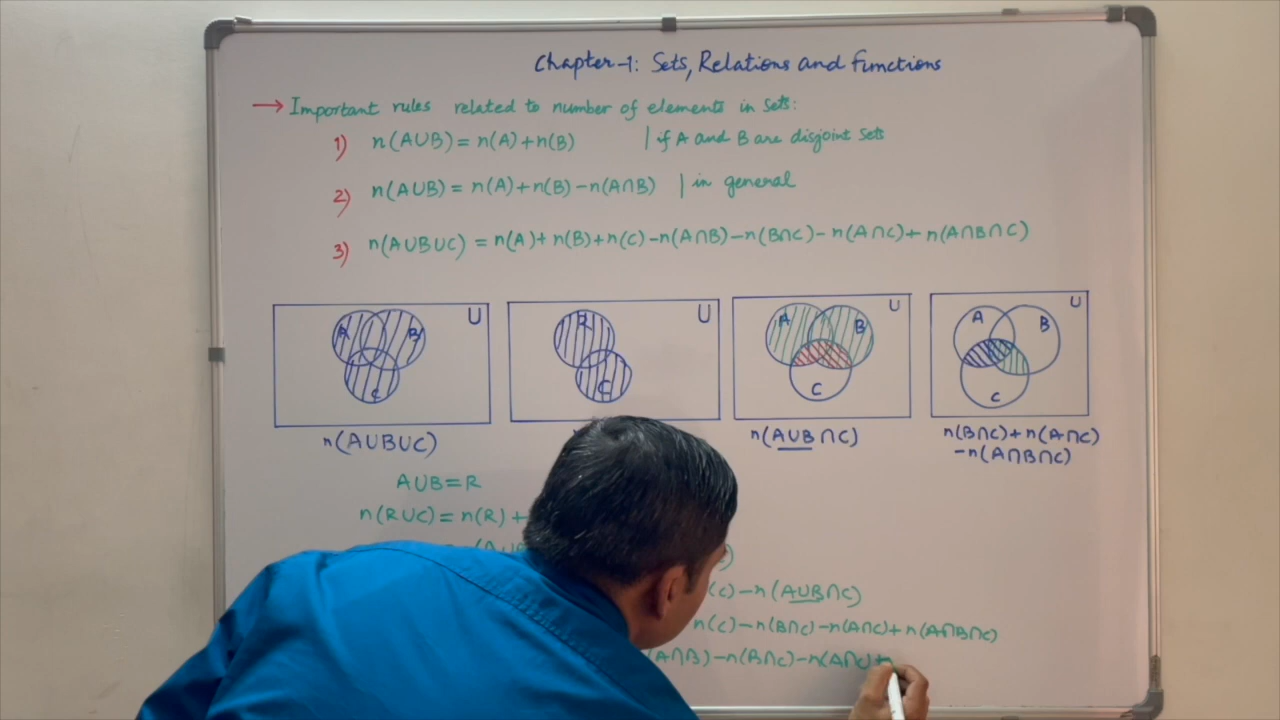 Chapter-1: Sets, Relations and Functions
→ Important rules related to number of elements in sets:
1) n(A∪B) = n(A)+n(B) | if A and B are disjoint sets
2) n(A∪B) = n(A)+n(B)-n(A∩B) | in general
3) n(A∪B∪C) = n(A)+n(B)+n(C)-n(A∩B)-n(B∩C)-n(A∩C)+n(A∩B∩C)
A B C U
R C U
A B C U
A B C U
n(A∪B∪C)
n(A∪B∩C)
n(B∩C)+n(A∩C)
-n(A∩B∩C)
A∪B=R
n(R∪C)=n(R)+
(C)-n(A∪B∩C)
n(C)-n(B∩C)-n(A∩C)+n(A∩B∩C)
(A∩B)-n(B∩C)-n(A∩C)+